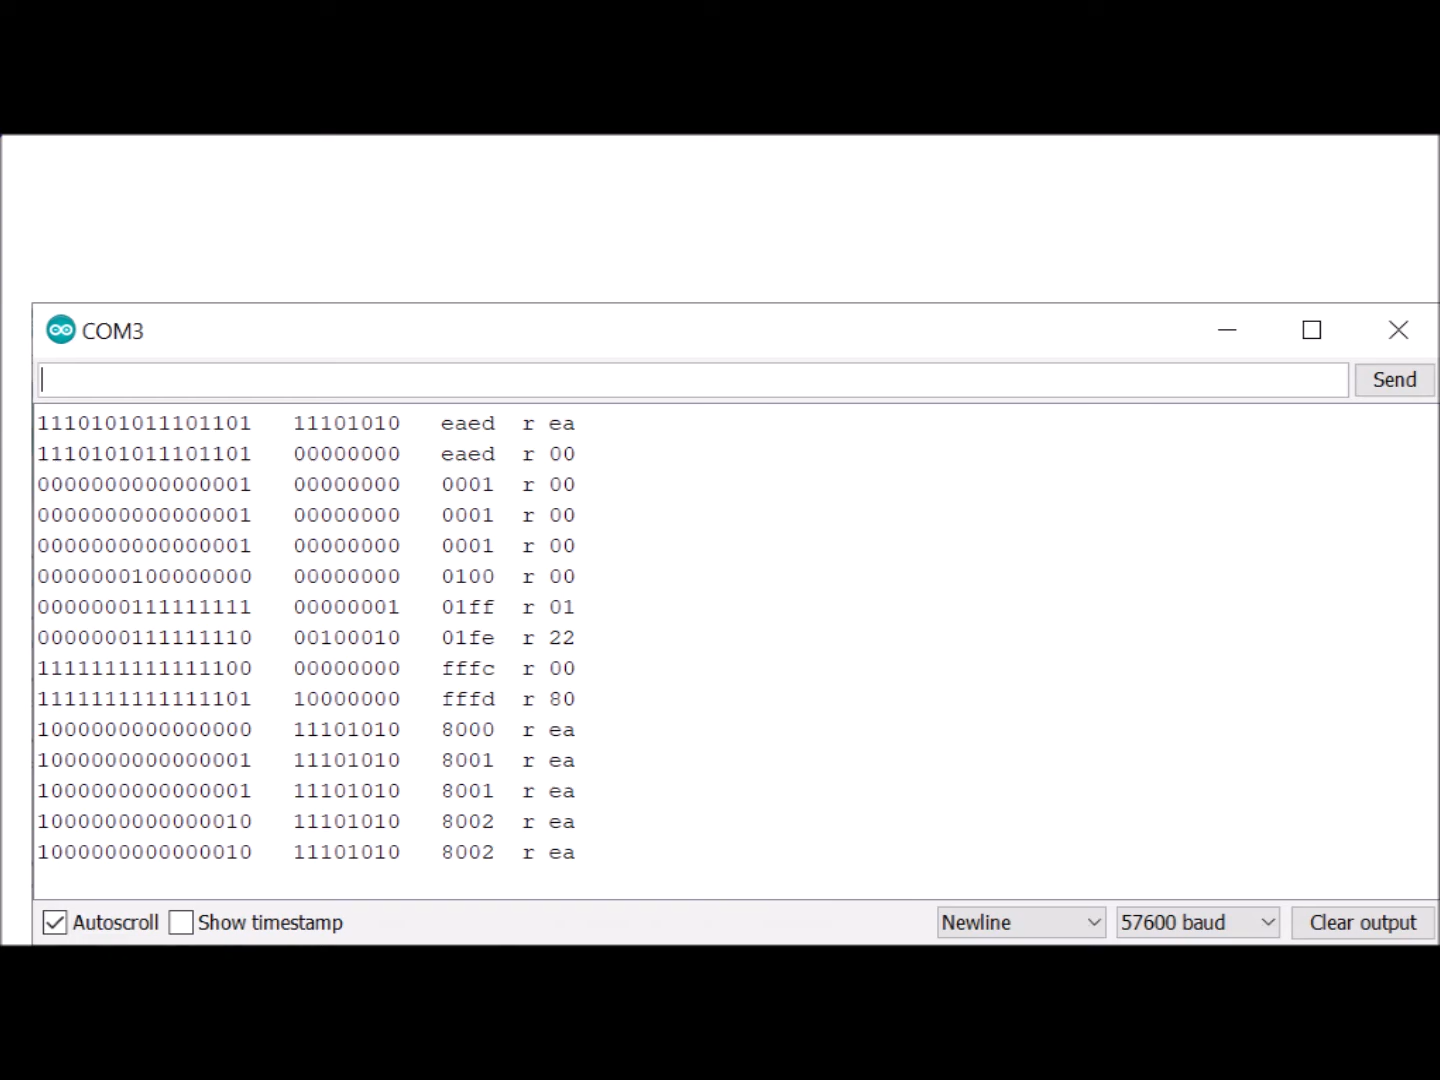 COM3
Send
1110101011101101 11101010 eaed r ea
1110101011101101 00000000 eaed r 00
0000000000000001 00000000 0001 r 00
0000000000000001 00000000 0001 r 00
0000000000000001 00000000 0001 r 00
0000000100000000 00000000 0100 r 00
0000000111111111 00000001 01ff r 01
0000000111111110 00100010 01fe r 22
1111111111111100 00000000 fffc r 00
1111111111111101 10000000 fffd r 80
1000000000000000 11101010 8000 r ea
1000000000000001 11101010 8001 r ea
1000000000000001 11101010 8001 r ea
1000000000000010 11101010 8002 r ea
1000000000000010 11101010 8002 r ea
Autoscroll Show timestamp Newline 57600 baud Clear output